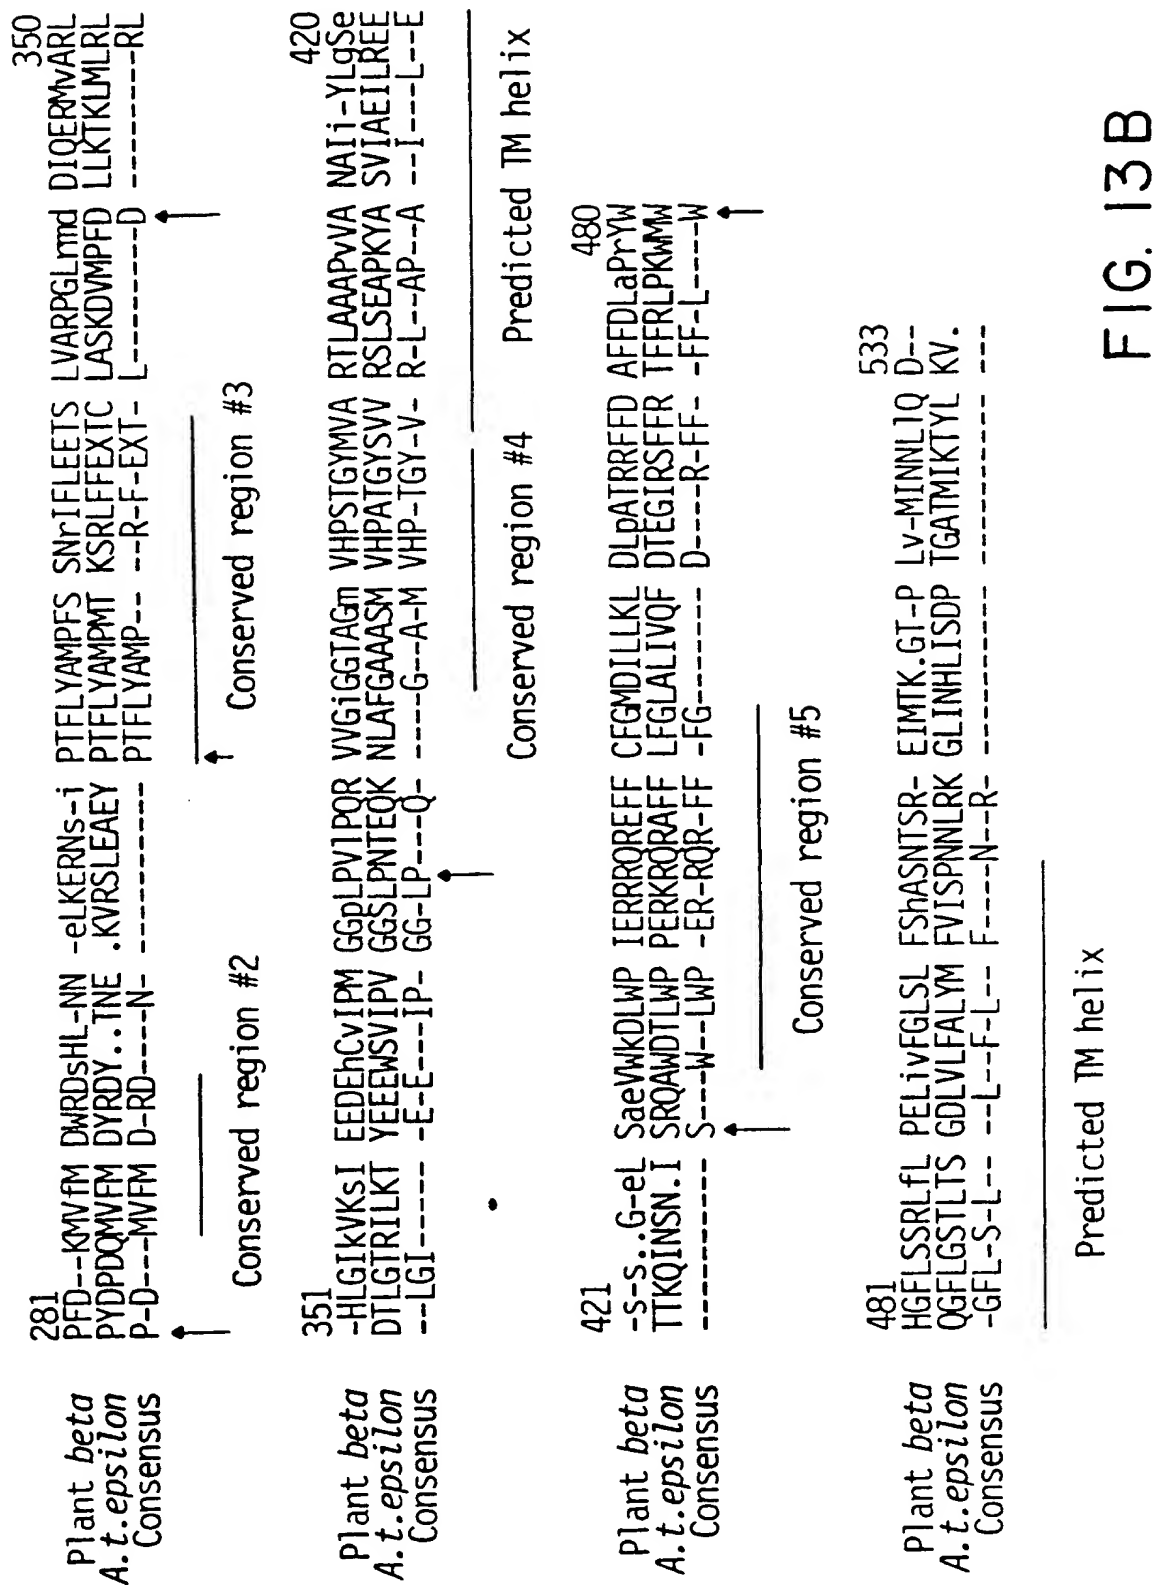 281 350
Plant beta PFD--KMVfM DWRDsHL-NN -eLKERNs-i PTFLYAMPFS SNrIFLEETS LVARPGLrmd DIQERMvARL
A.t.epsilon PYDPDQMVFM DYRDY..TNE .KVRSLEAEY PTFLYAMPMT KSRLFFEXTC LASKDVMPFD LLKTKLMLRL
Consensus P-D---MVFM D-RD----N- ---------- PTFLYAMP-- --R-F-EXT- L--------D --------RL
Conserved region #2 Conserved region #3
351 420
Plant beta -HLGIkVKsI EEDEhCvIPM GGpLPVlPQR VVGiGGTAGm VHPSTGYMVA RTLAAAPvVA NAIi-YLgSe
A.t.epsilon DTLGTRILKT YEEEWSVIPV GGSLPNTEQK NLAFGAAASM VHPATGYSVV RSLSEAPKYA SVIAEILREE
Consensus --LGI----- -E-E---IP- GG-LP---Q- ----G--A-M VHP-TGY-V- R-L--AP--A --I---L--E
Conserved region #4 Predicted TM helix
421 480
Plant beta -s-s..G-eL SaeVWKDLWP IERRRQREFF CFGMDILLKL DLpATRRFFD AFFDLaPrYW
A.t.epsilon TTKQINSN.I SRQAWDTLWP PERKRQRAFF LFGLALIVQF DTEGIRSFFR TFFRLPKWMW
Consensus ---------- S---W--LWP -ER-RQR-FF -FG------- D----R-FF- -FF-L----W
Conserved region #5
481 533
Plant beta HGFLSSRLfL PELivFGLSL FShASNTSR- EIMTK.GT-P Lv-MINNLlQ D--
A.t.epsilon QGFLGSTLTS GDLVLFALYM FVISPNNLRK GLINHLISDP TGATMIKTYL KV.
Consensus -GFL-S-L-- --L--F-L-- F----N--R- ---------- ---------- ---
Predicted TM helix
FIG. 13B